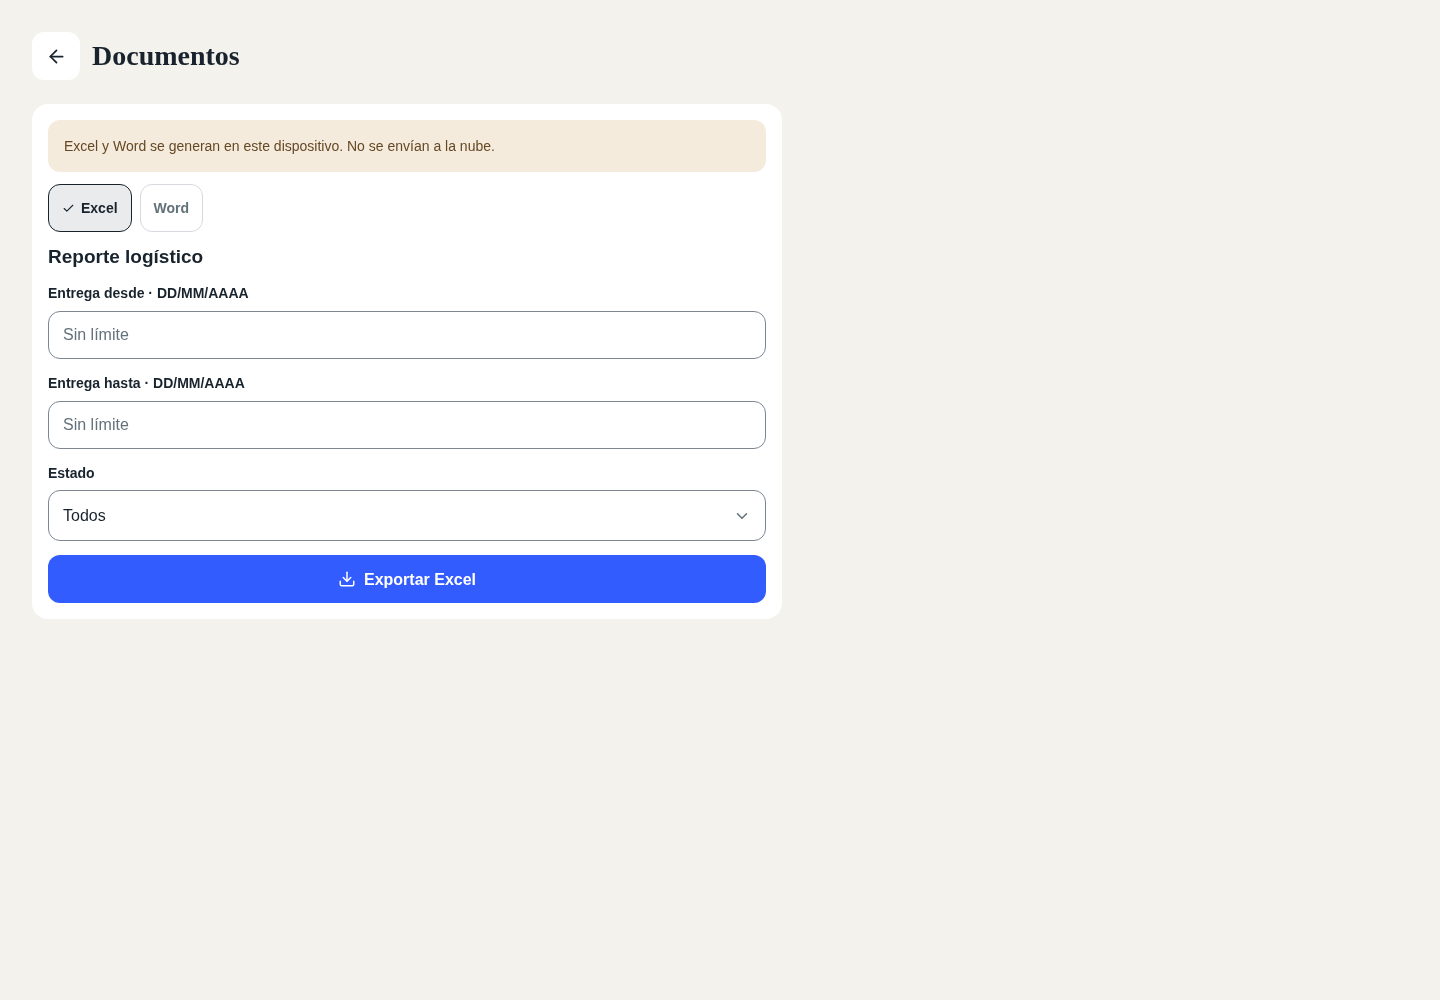 Documentos
Excel y Word se generan en este dispositivo. No se envían a la nube.
Excel
Word
Reporte logístico
Entrega desde · DD/MM/AAAA
Sin límite
Entrega hasta · DD/MM/AAAA
Sin límite
Estado
Todos
Exportar Excel